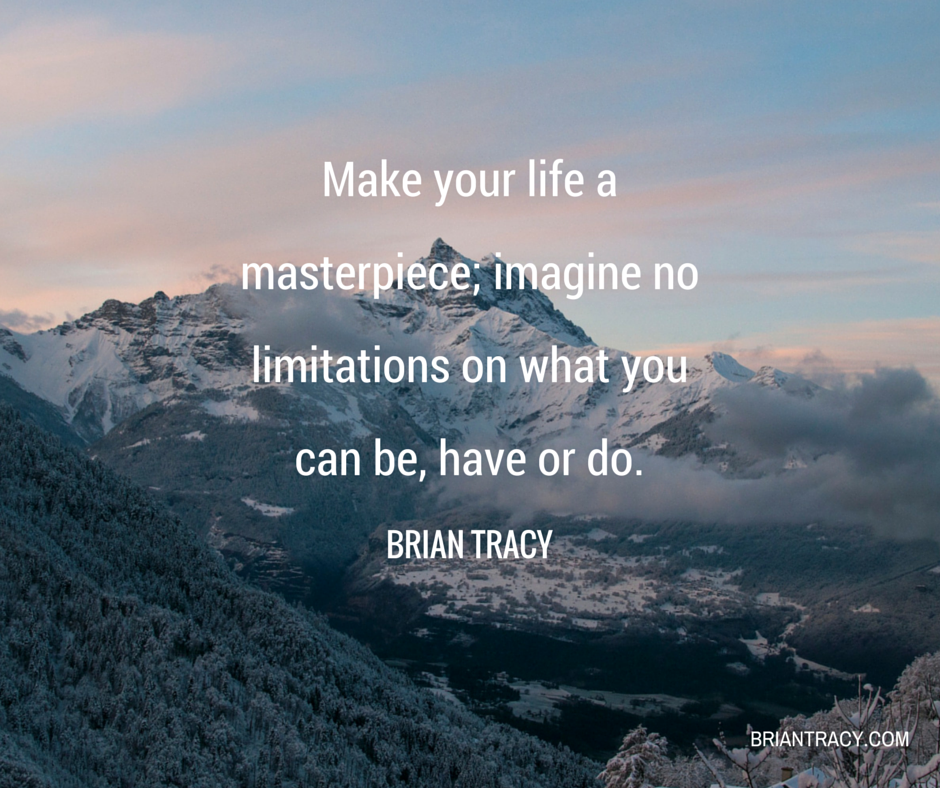 Make your life a
masterpiece; imagine no
limitations on what you
can be, have or do.
BRIAN TRACY
BRIANTRACY.COM